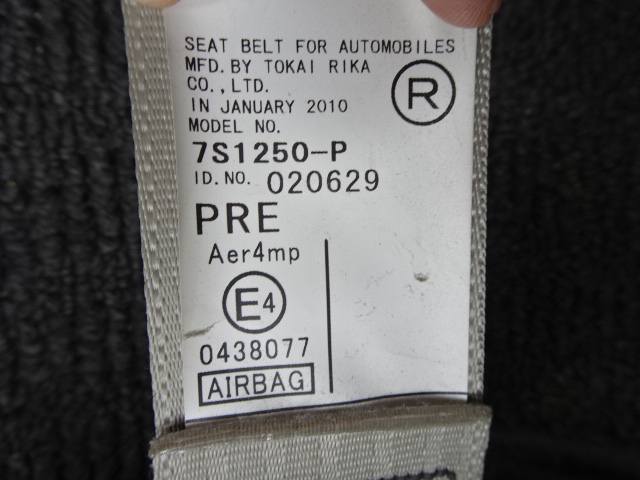 SEAT BELT FOR AUTOMOBILES
MFD. BY TOKAI RIKA
CO., LTD.
IN JANUARY 2010
R
MODEL NO.
7S1250-P
ID. NO. 020629
PRE
Aer4mp
E4
0438077
AIRBAG